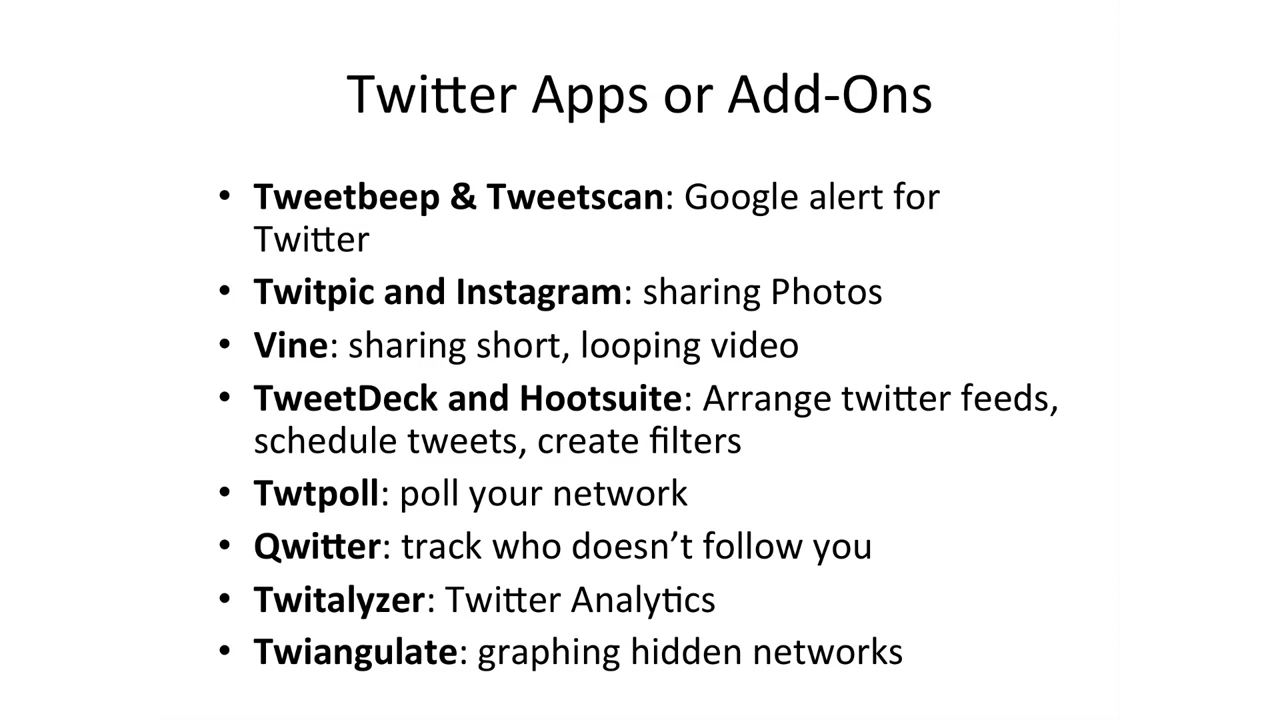 Twitter Apps or Add-Ons
• Tweetbeep & Tweetscan: Google alert for
Twitter
• Twitpic and Instagram: sharing Photos
• Vine: sharing short, looping video
• TweetDeck and Hootsuite: Arrange twitter feeds,
schedule tweets, create filters
• Twtpoll: poll your network
• Qwitter: track who doesn’t follow you
• Twitalyzer: Twitter Analytics
• Twiangulate: graphing hidden networks